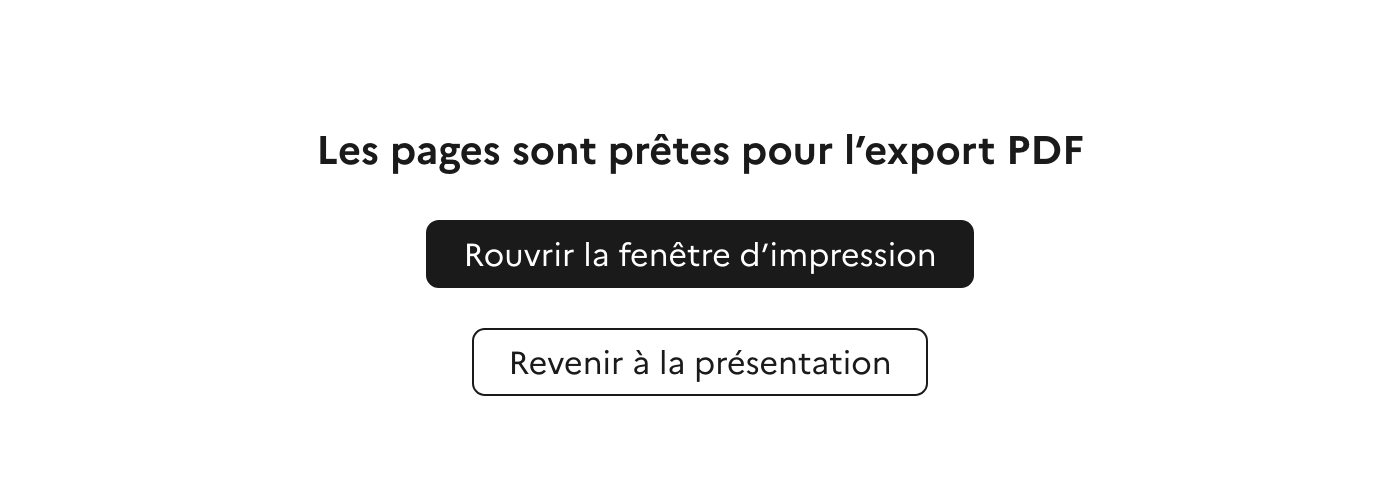 Les pages sont prêtes pour l’export PDF
Rouvrir la fenêtre d’impression
Revenir à la présentation